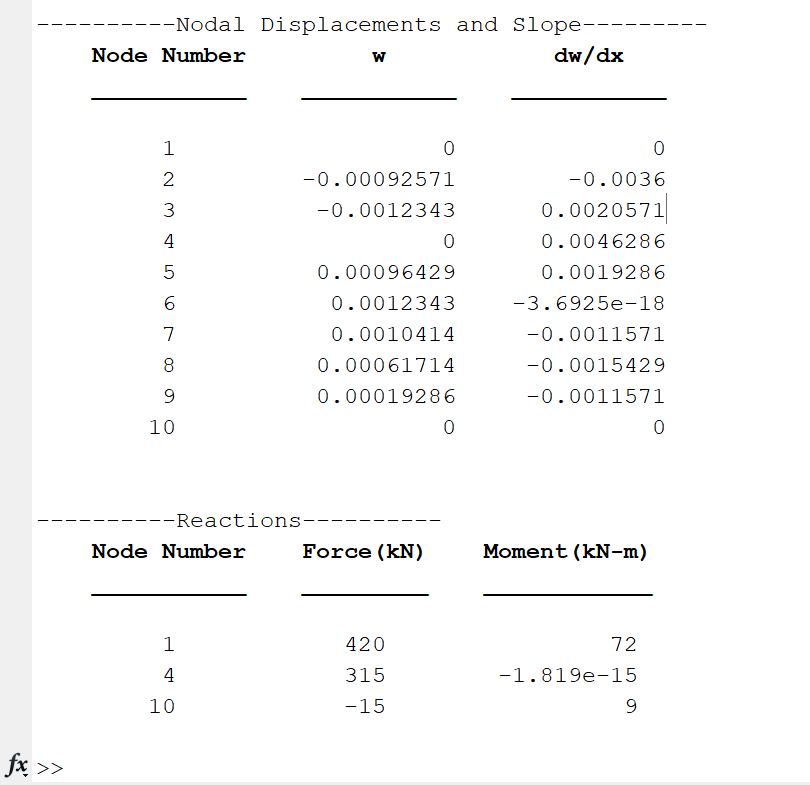 ----------Nodal Displacements and Slope---------
Node Number w dw/dx
1 0 0
2 -0.00092571 -0.0036
3 -0.0012343 0.0020571
4 0 0.0046286
5 0.00096429 0.0019286
6 0.0012343 -3.6925e-18
7 0.0010414 -0.0011571
8 0.00061714 -0.0015429
9 0.00019286 -0.0011571
10 0 0
----------Reactions----------
Node Number Force(kN) Moment(kN-m)
1 420 72
4 315 -1.819e-15
10 -15 9
fx >>